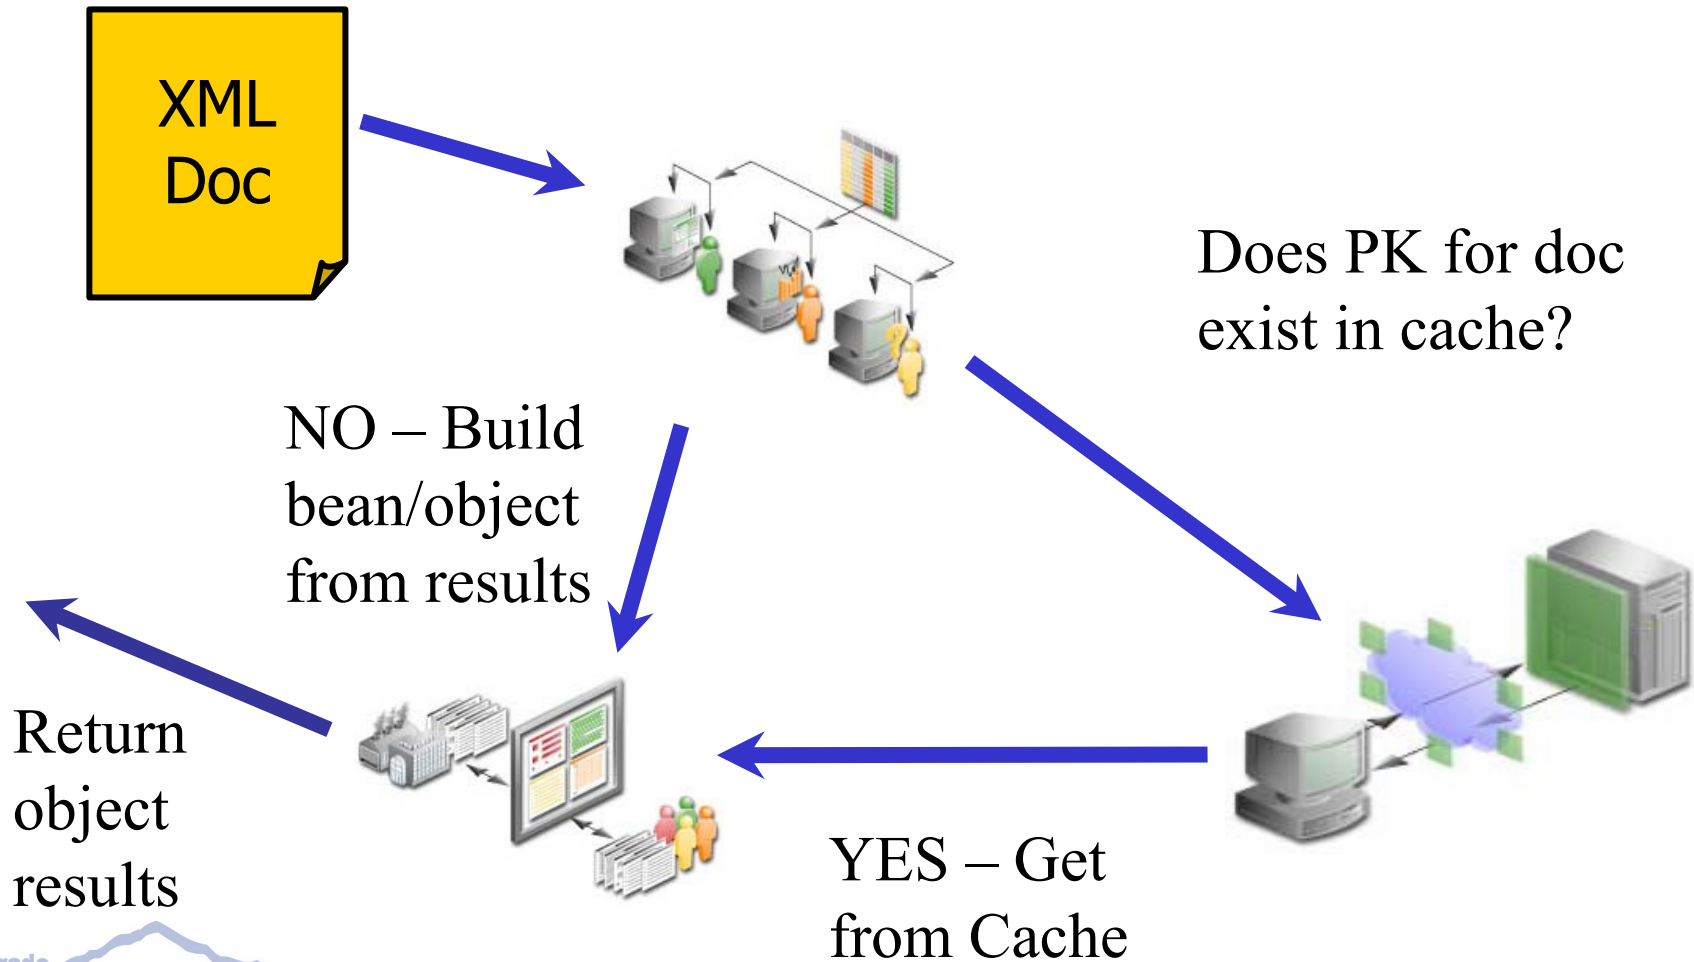 XML
Doc
Does PK for doc
exist in cache?
NO – Build
bean/object
from results
Return
object
results
YES – Get
from Cache